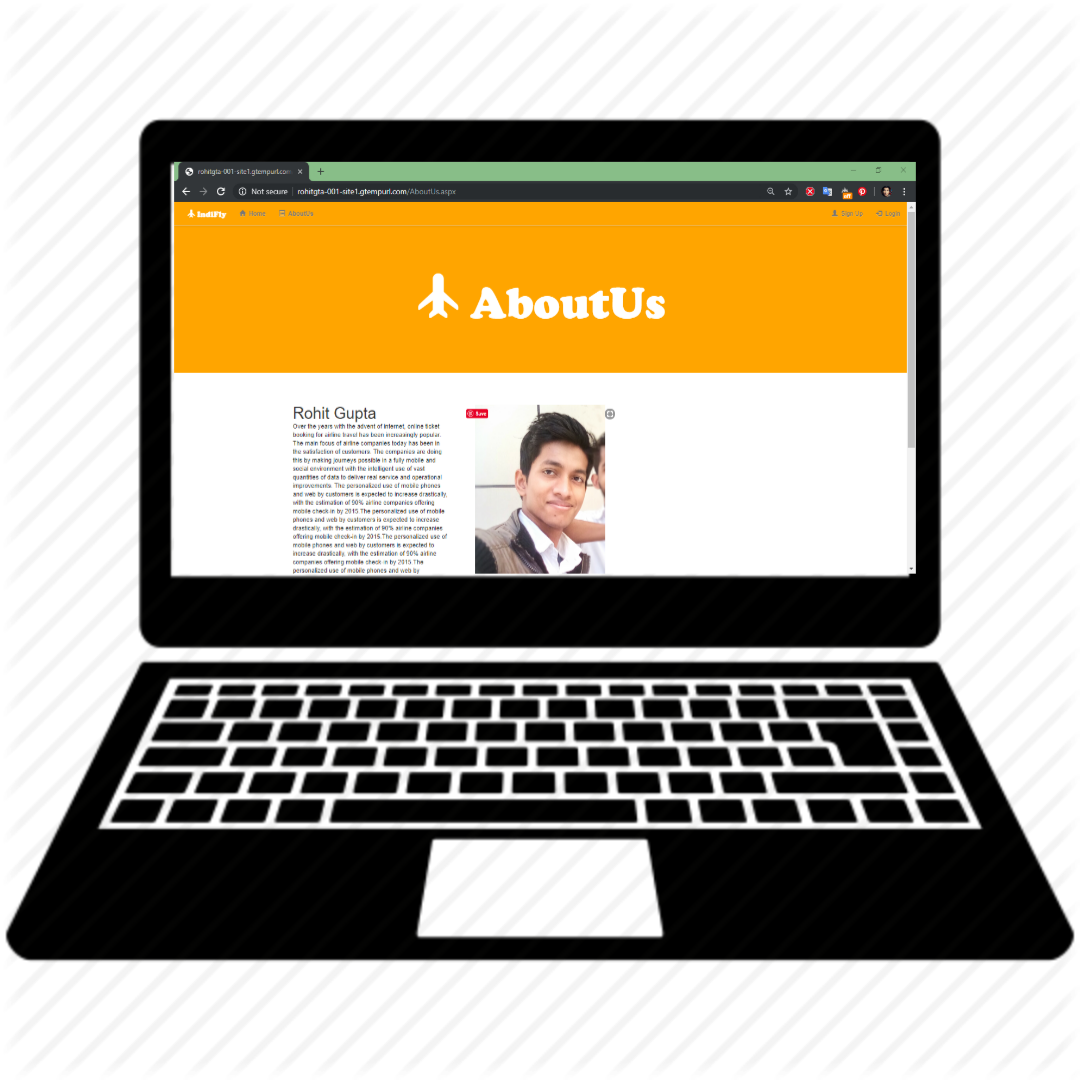 rohitgta-001-site1.gtempurl.com
Not secure | rohitgta-001-site1.gtempurl.com/AboutUs.aspx
off
IndiFly Home AboutUs Sign Up Login
AboutUs
Rohit Gupta
Save
Over the years with the advent of Internet, online ticket
booking for airline travel has been increasingly popular.
The main focus of airline companies today has been in
the satisfaction of customers. The companies are doing
this by making journeys possible in a fully mobile and
social environment with the intelligent use of vast
quantities of data to deliver real service and operational
improvements. The personalized use of mobile phones
and web by customers is expected to increase drastically,
with the estimation of 90% airline companies offering
mobile check-in by 2015.The personalized use of mobile
phones and web by customers is expected to increase
drastically, with the estimation of 90% airline companies
offering mobile check-in by 2015.The personalized use of
mobile phones and web by customers is expected to
increase drastically, with the estimation of 90% airline
companies offering mobile check-in by 2015.The
personalized use of mobile phones and web by